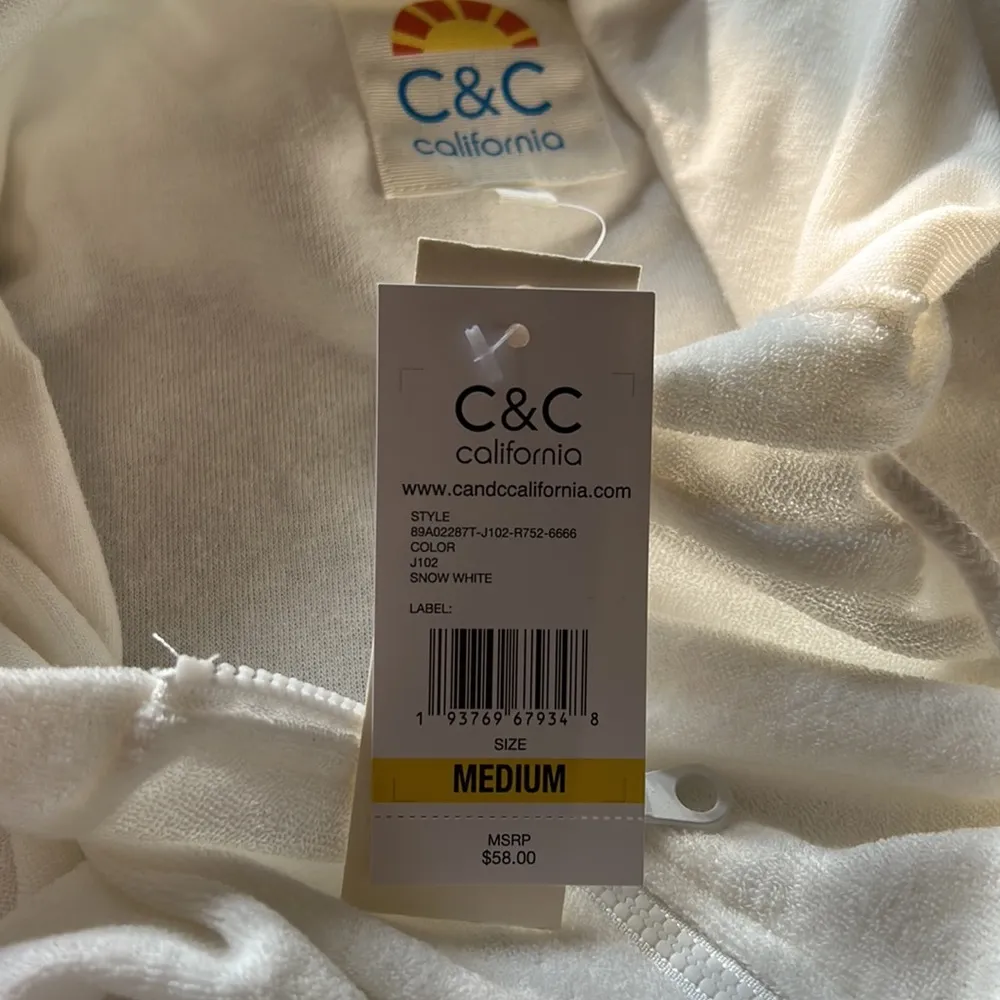 C&C
california
C&C
california
www.candccalifornia.com
STYLE
89A02287T-J102-R752-6666
COLOR
J102
SNOW WHITE
LABEL:
1 93769 67934 8
SIZE
MEDIUM
MSRP
$58.00